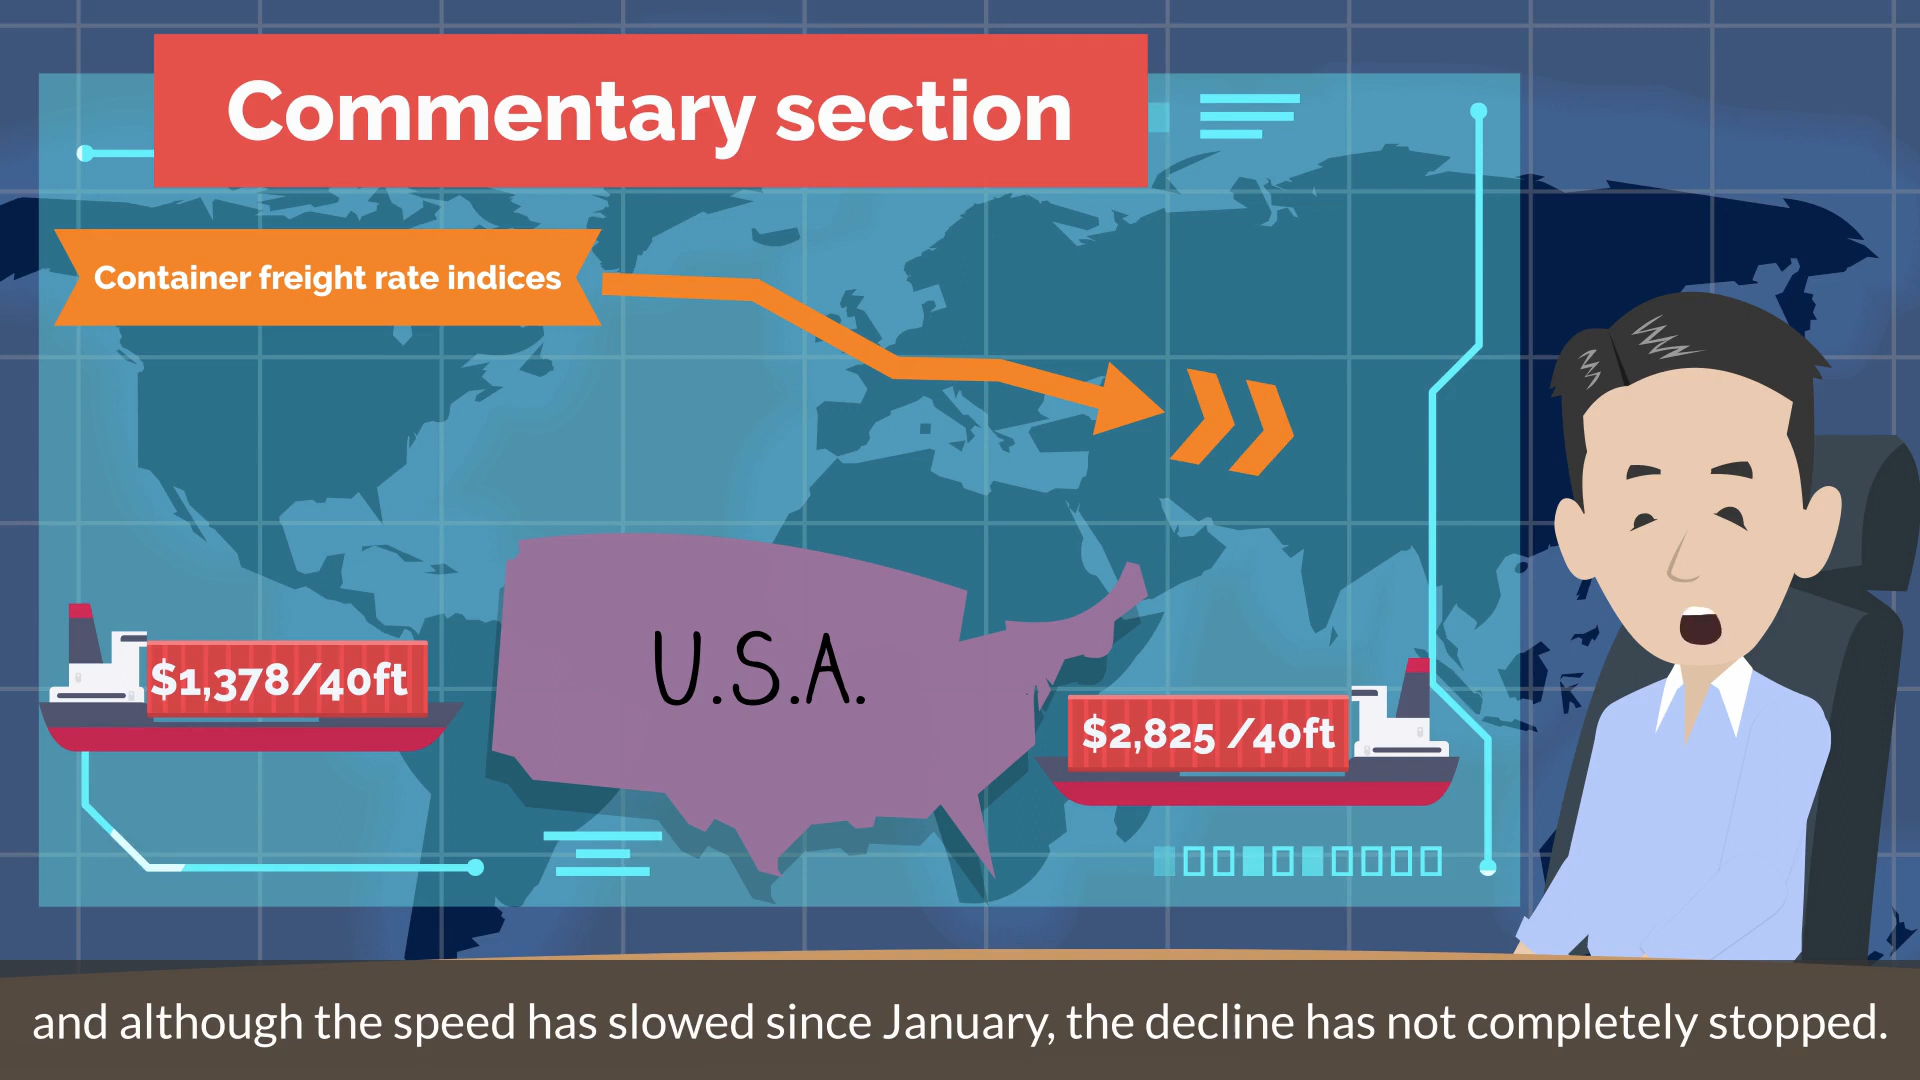 Commentary section
Container freight rate indices
U.S.A.
$1,378/40ft
$2,825 /40ft
and although the speed has slowed since January, the decline has not completely stopped.